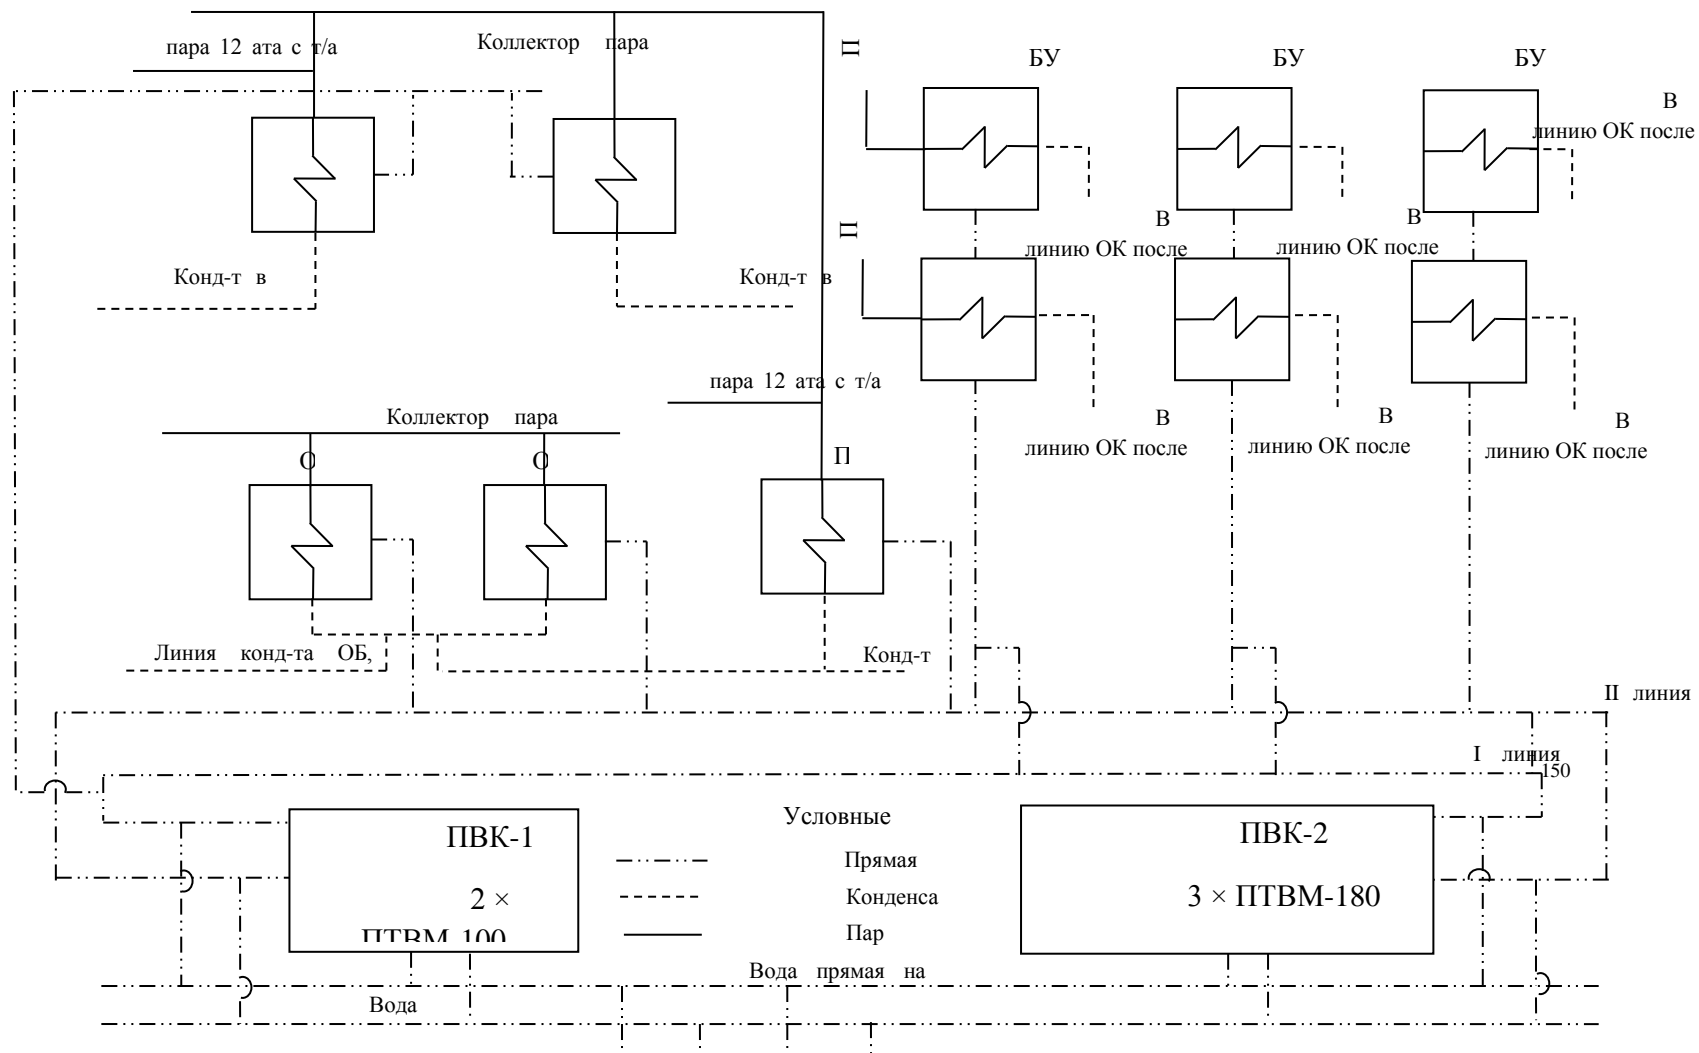 пара 12 ата с т/а
Коллектор пара
П
БУ
БУ
БУ
В
линию ОК после
П
В
линию ОК после
В
линию ОК после
Конд-т в
Конд-т в
пара 12 ата с т/а
Коллектор пара
О
О
П
В
линию ОК после
В
линию ОК после
В
линию ОК после
Линия конд-та ОБ,
Конд-т
II линия
I линия
150
ПВК-1
2 ×
ПТВМ-100
Условные
Прямая
Конденса
Пар
ПВК-2
3 × ПТВМ-180
Вода прямая на
Вода